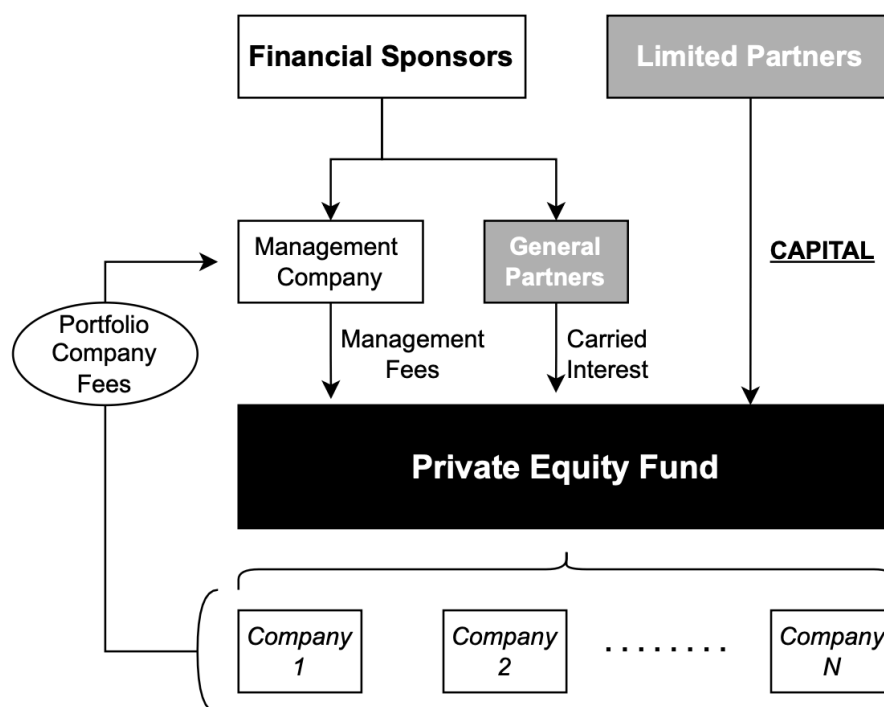 Financial Sponsors
Limited Partners
Management
Company
General
Partners
CAPITAL
Portfolio
Company
Fees
Management
Fees
Carried
Interest
Private Equity Fund
Company
1
Company
2
. . . . . . . .
Company
N